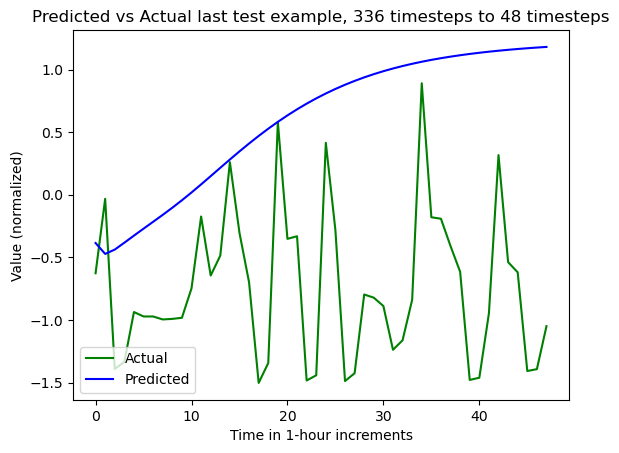 Predicted vs Actual last test example, 336 timesteps to 48 timesteps
Value (normalized)
1.0
0.5
0.0
−0.5
−1.0
−1.5
Actual
Predicted
0 10 20 30 40
Time in 1-hour increments